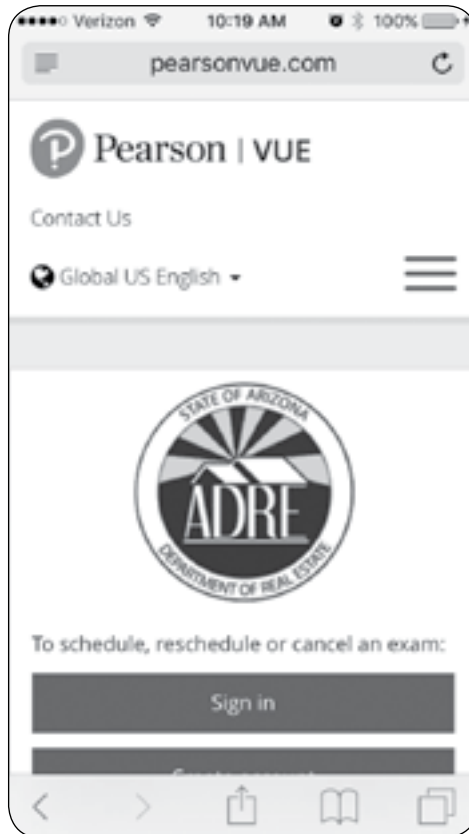 Verizon 10:19 AM 100%
pearsonvue.com
Pearson | VUE
Contact Us
Global US English
STATE OF ARIZONA
ADRE
DEPARTMENT OF REAL ESTATE
To schedule, reschedule or cancel an exam:
Sign in